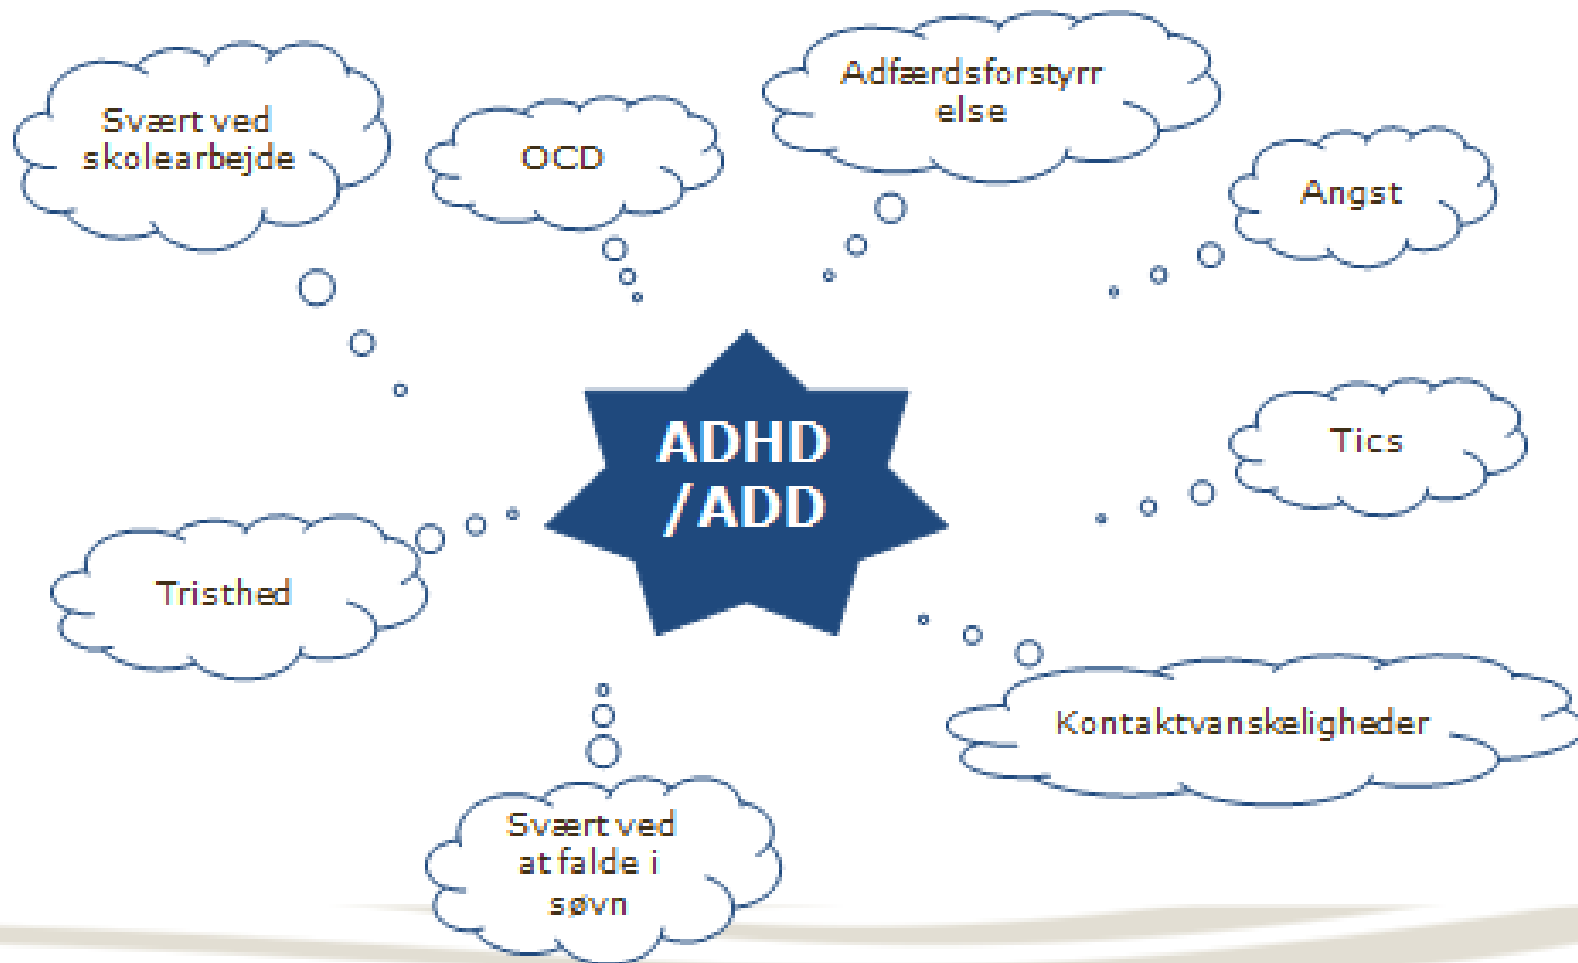 Svært ved
skolearbejde
OCD
Adfærdsforstyrr
else
Angst
ADHD
/ADD
Tics
Tristhed
Kontaktvanskeligheder
Svært ved
at falde i
søvn